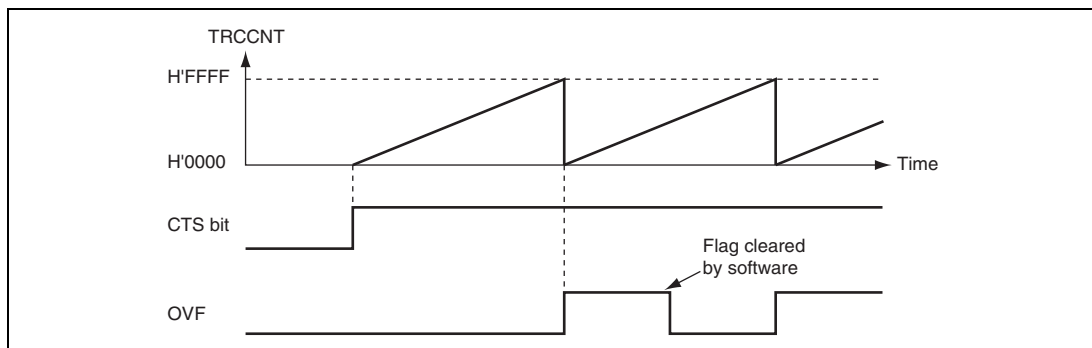 TRCCNT
H'FFFF
H'0000
Time
CTS bit
Flag cleared
by software
OVF